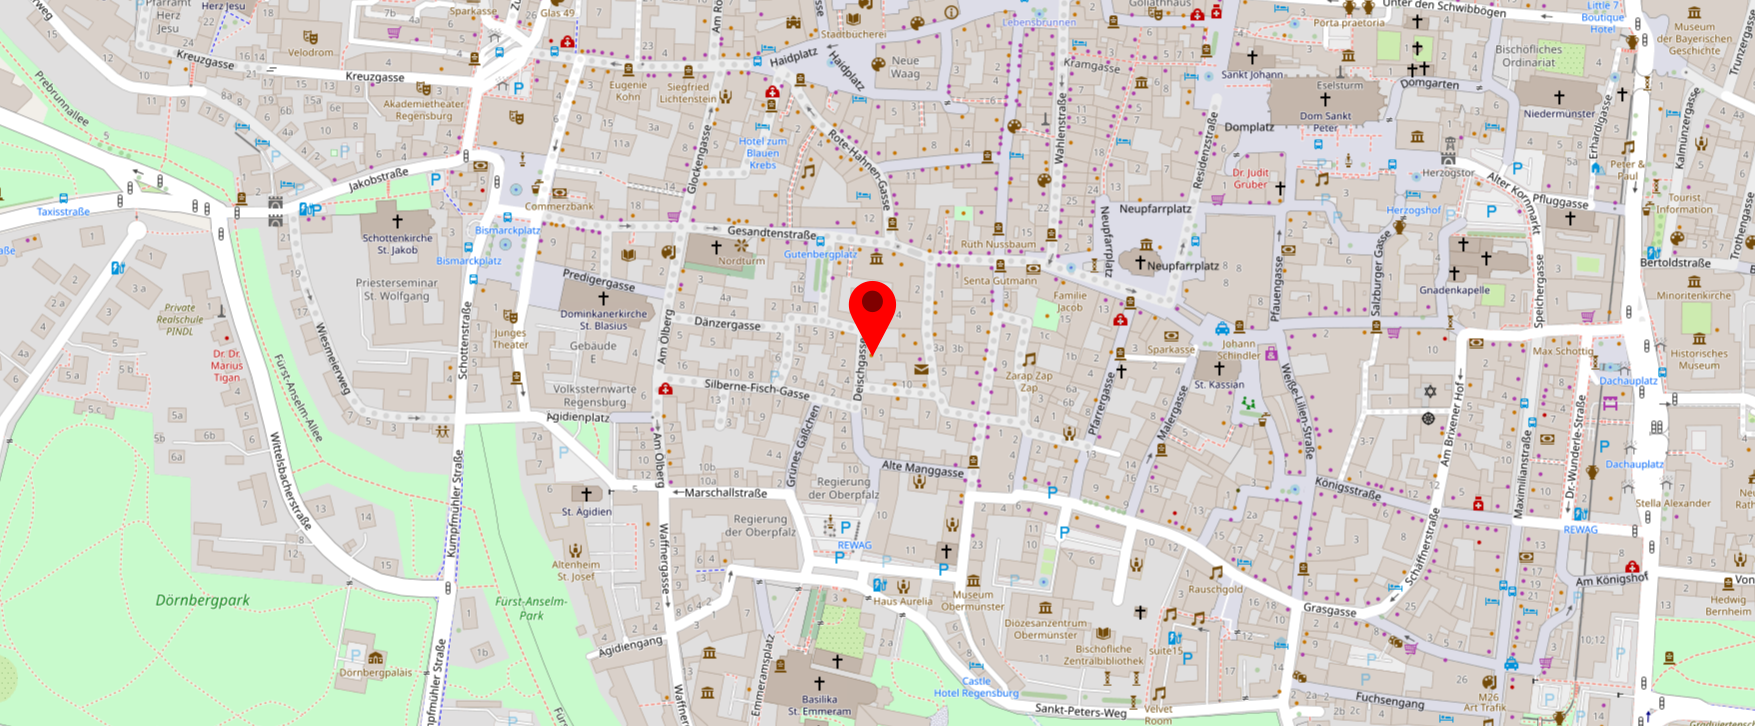 Pfarramt
Herz
Jesu
Herz Jesu
Sparkasse
Glas 49
Velodrom
Kreuzgasse
Kreuzgasse
Prebrunnallee
Akademietheater
Regensburg
Eugenie
Kohn
Siegfried
Lichtenstein
Haidplatz
Haidplatz
Stadtbücherei
Neue
Waag
Lebensbrunnen
Goliathhaus
Kramgasse
Porta praetoria
Unter den Schwibbögen
Little 7
Boutique
Hotel
Museum
der Bayerischen
Geschichte
Bischöfliches
Ordinariat
Sankt Johann
Eselsturm
Dom Sankt
Peter
Domgarten
Niedermünster
Domplatz
Erhardigasse
Kalmünzergasse
Peter &
Paul
Trunzergasse
Hotel zum
Blauen
Krebs
Glockengasse
Rote-Hahnen-Gasse
Wahlenstraße
Residenzstraße
Dr. Judit
Gruber
Herzogstor
Alter Kornmarkt
Pfluggasse
Herzogshof
Tourist
Information
Trothengasse
Jakobstraße
Taxisstraße
Schottenkirche
St. Jakob
Commerzbank
Bismarckplatz
Bismarckplatz
Gesandtenstraße
Nordturm
Gutenbergplatz
Rüth Nussbaum
Neupfarrplatz
Neupfarrplatz
Neupfarrplatz
Senta Gutmann
Familie
Jacob
Bertoldstraße
Minoritenkirche
Gnadenkapelle
Speichergasse
Salzburger Gasse
Pfauengasse
Predigergasse
Dominkanerkirche
St. Blasius
Priesterseminar
St. Wolfgang
Private
Realschule
PINDL
Dr. Dr.
Marius
Tigan
Wiesmeierweg
Fürst-Anselm-Allee
Schottenstraße
Junges
Theater
Gebäude
E
Am Ölberg
Dänzergasse
Deischgasse
Silberne-Fisch-Gasse
Volkssternwarte
Regensburg
Ägidienplatz
Grünes Gäßchen
Zarap Zap
Zap
Sparkasse
Johann
Schindler
St. Kassian
Max Schottig
Historisches
Museum
Dachauplatz
Dachauplatz
Pfarrergasse
Malergasse
Weiße-Lilien-Straße
Am Brixener Hof
Maximilianstraße
Dr.-Wunderle-Straße
Wittelsbacherstraße
Kumpfmühler Straße
Am Ölberg
Alte Manggasse
Regierung
der Oberpfalz
Marschallstraße
Königsstraße
Stella Alexander
St. Ägidien
Regierung
der Oberpfalz
REWAG
REWAG
Waffnergasse
Altenheim
St. Josef
Schäffnerstraße
Am Königshof
Dörnbergpark
Fürst-Anselm-
Park
Haus Aurelia
Museum
Obermünster
Diözesanzentrum
Obermünster
Rauschgold
Grasgasse
Hedwig
Bernheim
Ägidiengang
Dörnbergpalais
Emmeramsplatz
Basilika
St. Emmeram
Castle
Hotel Regensburg
Bischöfliche
Zentralbibliothek
suite15
Sankt-Peters-Weg
Velvet
Room
Fuchsengang
M26
Art Trafik